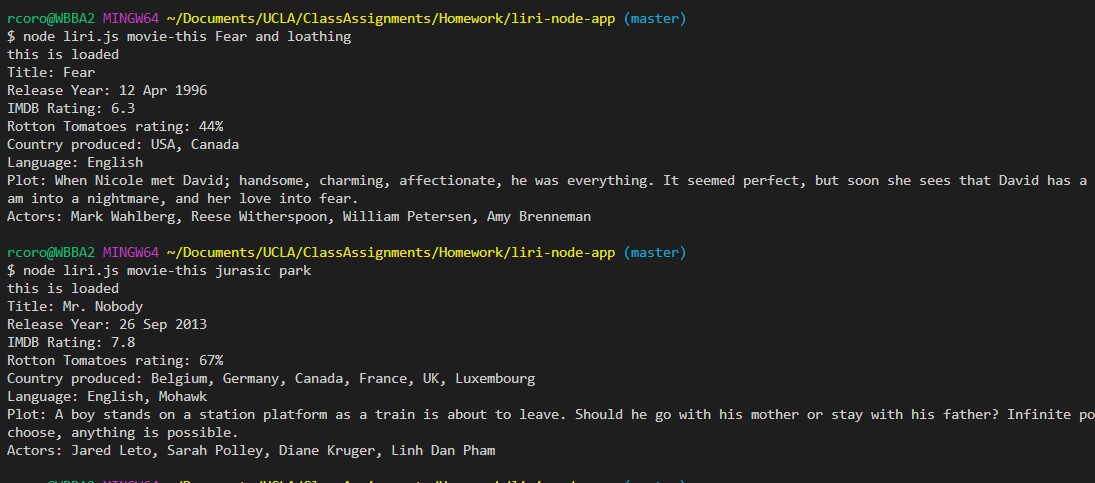 rcoro@WBBA2 MINGW64 ~/Documents/UCLA/ClassAssignments/Homework/liri-node-app (master)
$ node liri.js movie-this Fear and loathing
this is loaded
Title: Fear
Release Year: 12 Apr 1996
IMDB Rating: 6.3
Rotton Tomatoes rating: 44%
Country produced: USA, Canada
Language: English
Plot: When Nicole met David; handsome, charming, affectionate, he was everything. It seemed perfect, but soon she sees that David has a
am into a nightmare, and her love into fear.
Actors: Mark Wahlberg, Reese Witherspoon, William Petersen, Amy Brenneman
rcoro@WBBA2 MINGW64 ~/Documents/UCLA/ClassAssignments/Homework/liri-node-app (master)
$ node liri.js movie-this jurasic park
this is loaded
Title: Mr. Nobody
Release Year: 26 Sep 2013
IMDB Rating: 7.8
Rotton Tomatoes rating: 67%
Country produced: Belgium, Germany, Canada, France, UK, Luxembourg
Language: English, Mohawk
Plot: A boy stands on a station platform as a train is about to leave. Should he go with his mother or stay with his father? Infinite po
choose, anything is possible.
Actors: Jared Leto, Sarah Polley, Diane Kruger, Linh Dan Pham